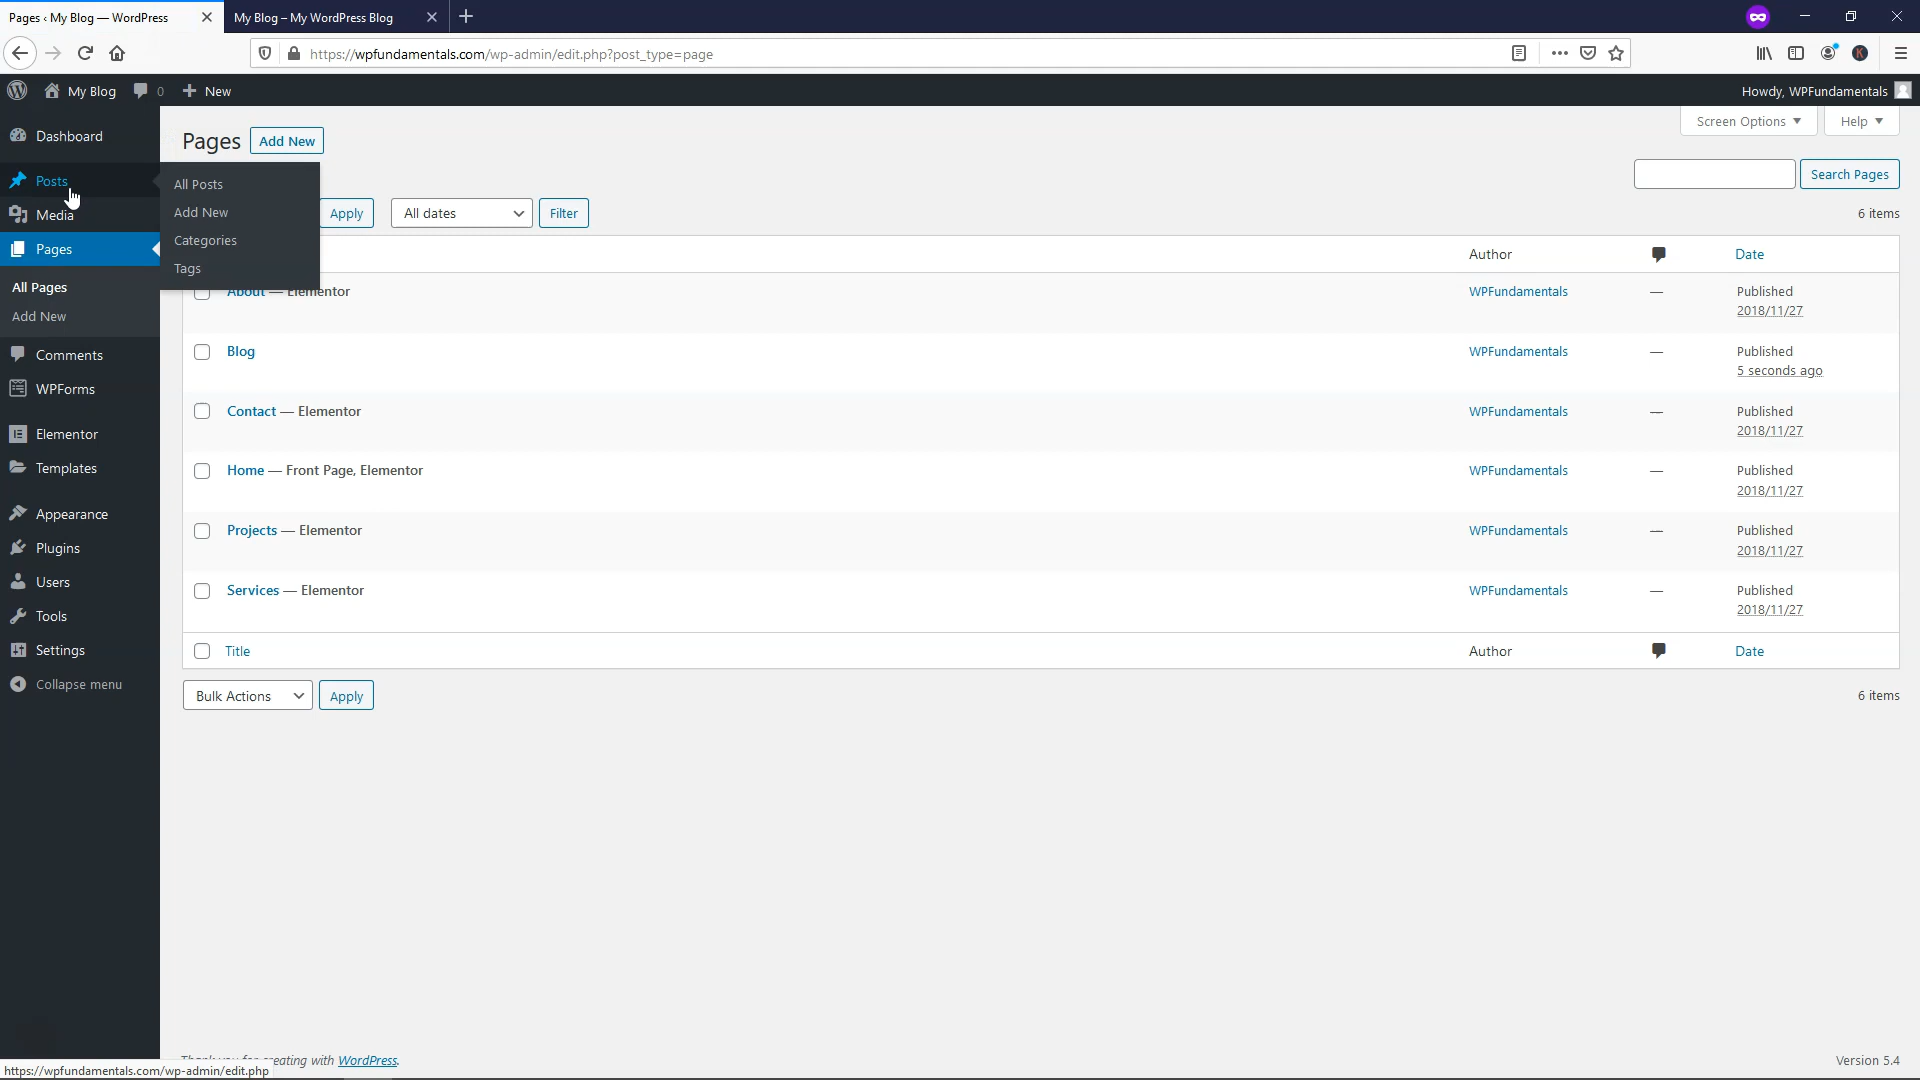 Pages ‹ My Blog — WordPress
My Blog – My WordPress Blog
https://wpfundamentals.com/wp-admin/edit.php?post_type=page
My Blog 0 New
Howdy, WPFundamentals
Dashboard
Posts
Media
Pages
All Pages
Add New
Comments
WPForms
Elementor
Templates
Appearance
Plugins
Users
Tools
Settings
Collapse menu
All Posts
Add New
Categories
Tags
Pages Add New
Screen Options Help
Search Pages
Apply All dates Filter 6 items
Author Date
About — Elementor WPFundamentals — Published
2018/11/27
Blog WPFundamentals — Published
5 seconds ago
Contact — Elementor WPFundamentals — Published
2018/11/27
Home — Front Page, Elementor WPFundamentals — Published
2018/11/27
Projects — Elementor WPFundamentals — Published
2018/11/27
Services — Elementor WPFundamentals — Published
2018/11/27
Title Author Date
Bulk Actions Apply 6 items
Thank you for creating with WordPress. Version 5.4
https://wpfundamentals.com/wp-admin/edit.php